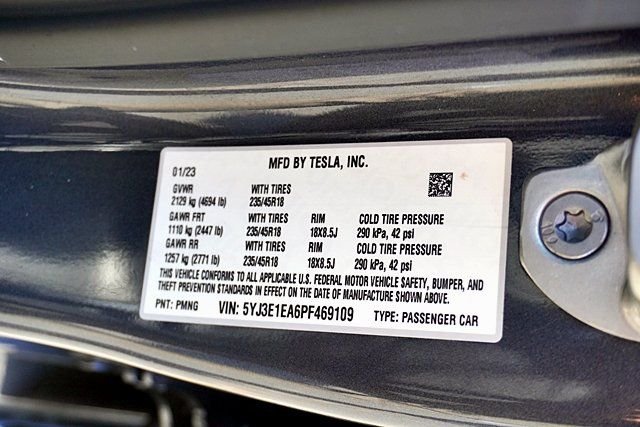 MFD BY TESLA, INC.
01/23
GVWR WITH TIRES
2129 kg (4694 lb) 235/45R18
GAWR FRT WITH TIRES RIM COLD TIRE PRESSURE
1110 kg (2447 lb) 235/45R18 18X8.5J 290 kPa, 42 psi
GAWR RR WITH TIRES RIM COLD TIRE PRESSURE
1257 kg (2771 lb) 235/45R18 18X8.5J 290 kPa, 42 psi
THIS VEHICLE CONFORMS TO ALL APPLICABLE U.S. FEDERAL MOTOR VEHICLE SAFETY, BUMPER, AND
THEFT PREVENTION STANDARDS IN EFFECT ON THE DATE OF MANUFACTURE SHOWN ABOVE.
PNT: PMNG VIN: 5YJ3E1EA6PF469109 TYPE: PASSENGER CAR